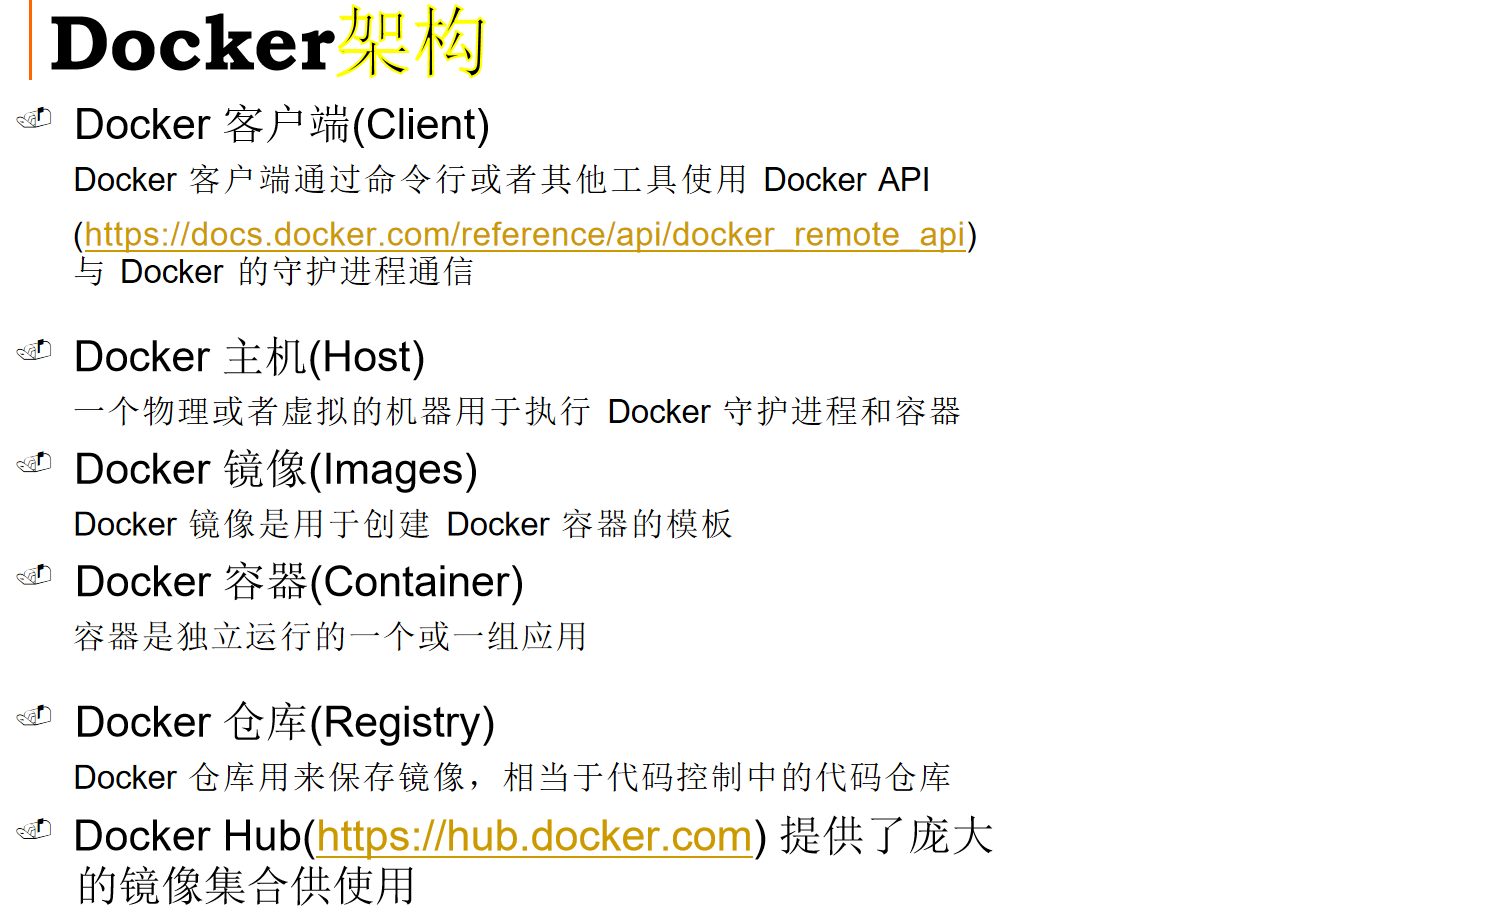 Docker架构
Docker 客户端(Client)
Docker 客户端通过命令行或者其他工具使用 Docker API
(https://docs.docker.com/reference/api/docker_remote_api)
与 Docker 的守护进程通信
Docker 主机(Host)
一个物理或者虚拟的机器用于执行 Docker 守护进程和容器
Docker 镜像(Images)
Docker 镜像是用于创建 Docker 容器的模板
Docker 容器(Container)
容器是独立运行的一个或一组应用
Docker 仓库(Registry)
Docker 仓库用来保存镜像，相当于代码控制中的代码仓库
Docker Hub(https://hub.docker.com) 提供了庞大
的镜像集合供使用